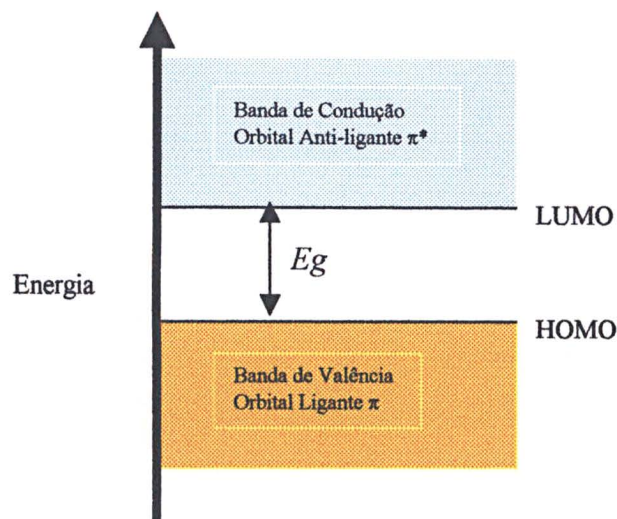 Banda de Condução
Orbital Anti-ligante π*
LUMO
Eg
Energia
HOMO
Banda de Valência
Orbital Ligante π